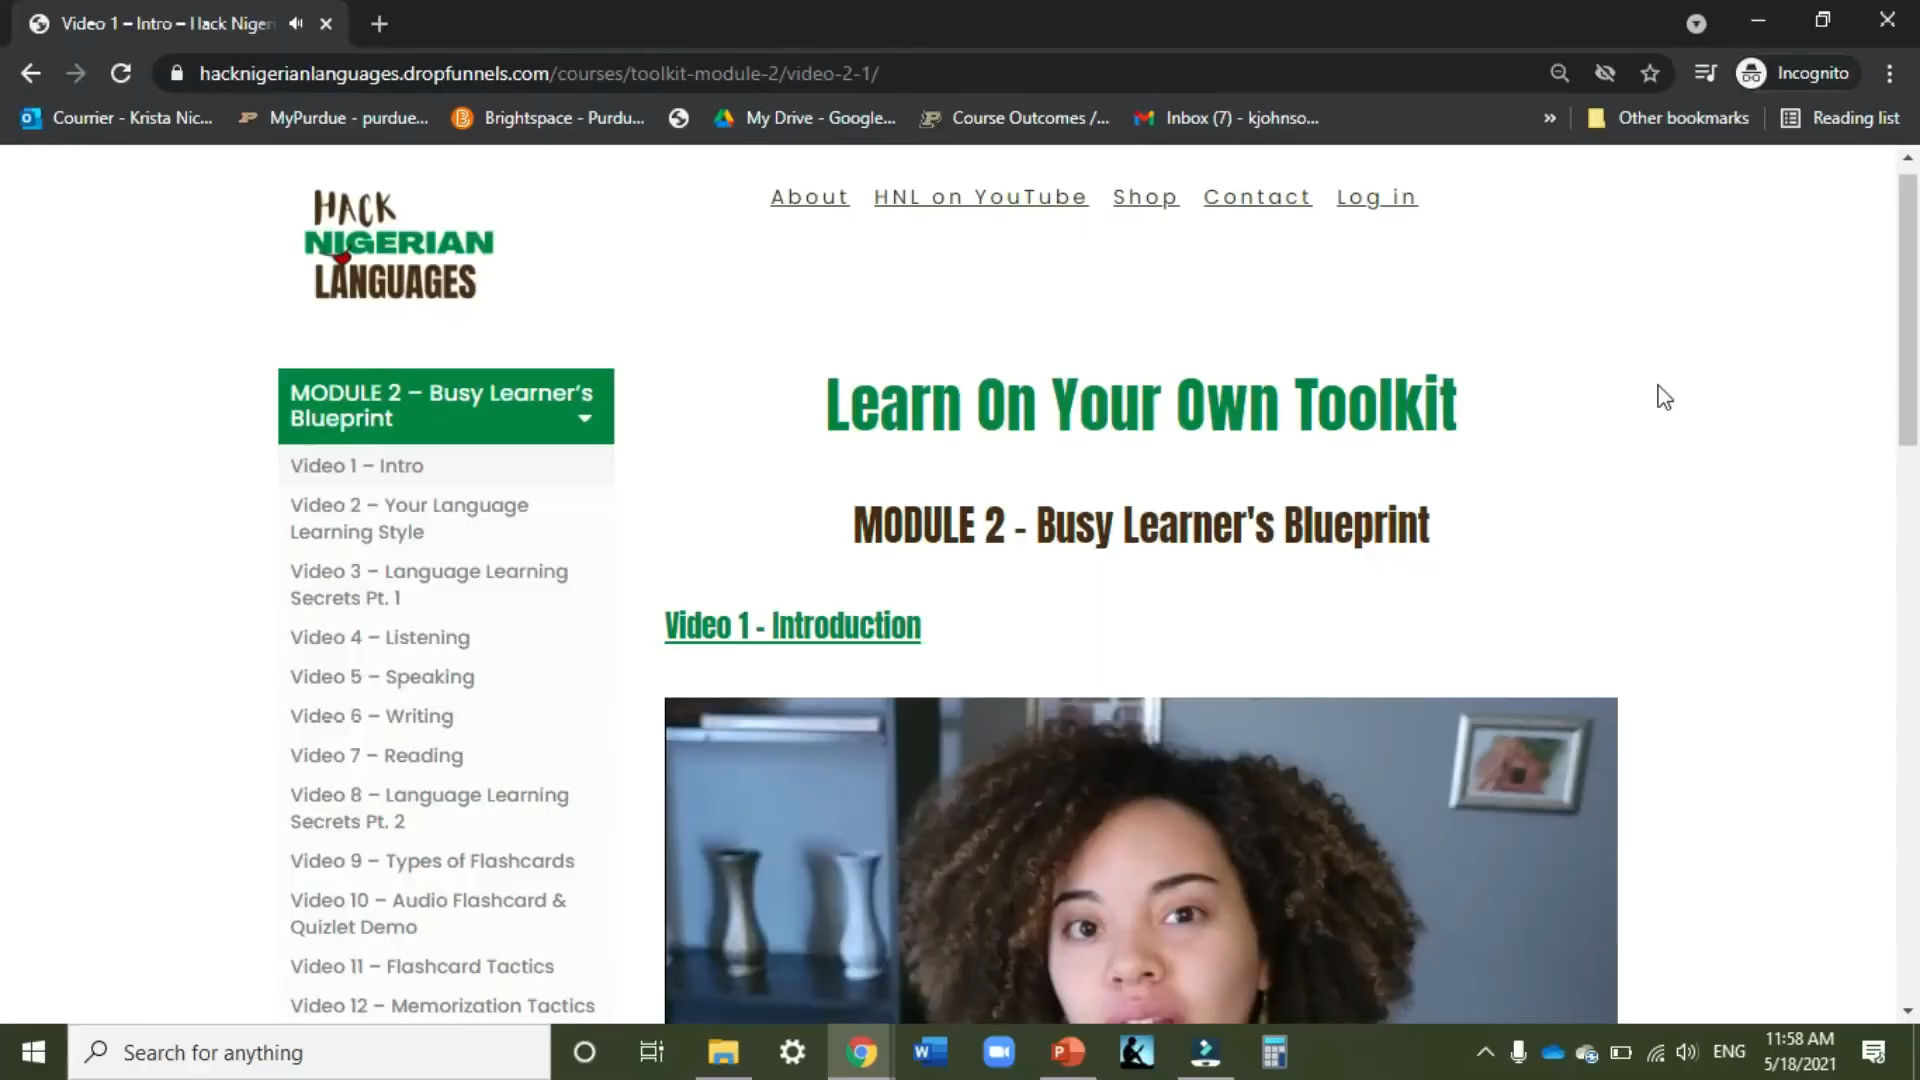 Video 1 – Intro – Hack Nigeri
hacknigerianlanguages.dropfunnels.com/courses/toolkit-module-2/video-2-1/
Incognito
Courrier - Krista Nic...
MyPurdue - purdue...
Brightspace - Purdu...
My Drive - Google...
Course Outcomes /...
Inbox (7) - kjohnso...
»
Other bookmarks
Reading list
HACK
NIGERIAN
LANGUAGES
About
HNL on YouTube
Shop
Contact
Log in
MODULE 2 – Busy Learner’s
Blueprint
Video 1 – Intro
Video 2 – Your Language
Learning Style
Video 3 – Language Learning
Secrets Pt. 1
Video 4 – Listening
Video 5 – Speaking
Video 6 – Writing
Video 7 – Reading
Video 8 – Language Learning
Secrets Pt. 2
Video 9 – Types of Flashcards
Video 10 – Audio Flashcard &
Quizlet Demo
Video 11 – Flashcard Tactics
Video 12 – Memorization Tactics
Learn On Your Own Toolkit
MODULE 2 - Busy Learner's Blueprint
Video 1 - Introduction
Search for anything
ENG
11:58 AM
5/18/2021